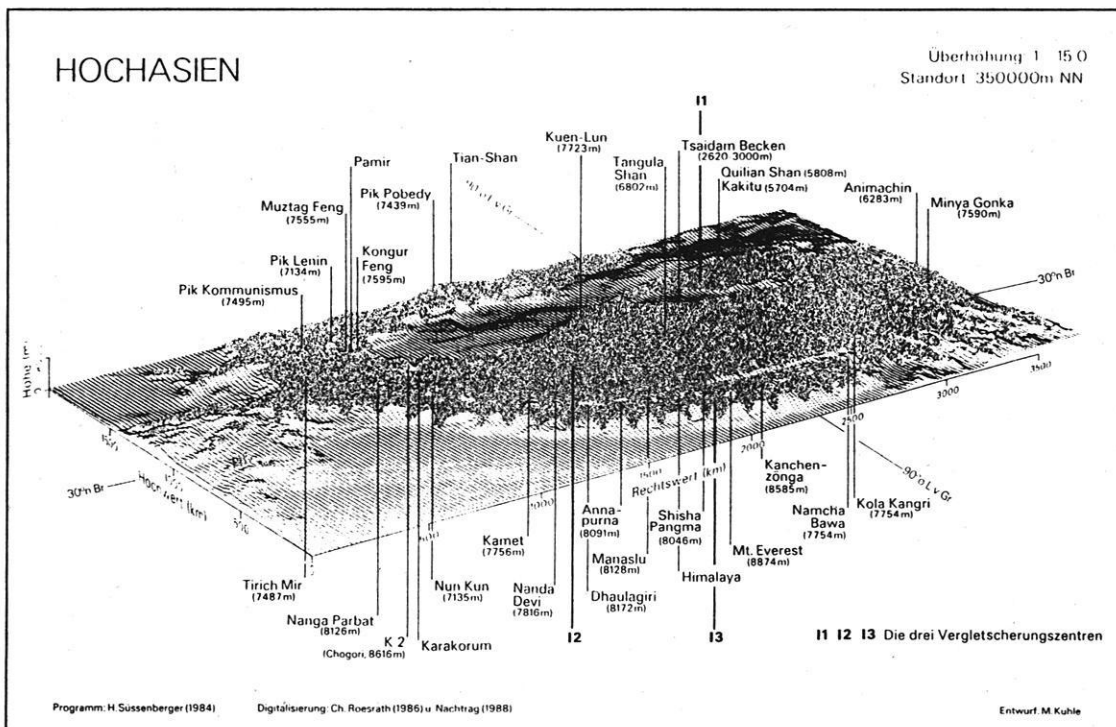 HOCHASIEN
Überhöhung 1 15.0
Standort 350000m NN
I1
Kuen-Lun
(7723m)
Tsaidam Becken
(2620-3000m)
Tangula
Shan
(6802m)
Quilian Shan (5808m)
Kakitu (5704m)
Pamir
Tian-Shan
90°ö L v Gr
Animachin
(6283m)
Minya Gonka
(7590m)
Muztag Feng
(7555m)
Pik Pobedy
(7439m)
Pik Lenin
(7134m)
Kongur
Feng
(7595m)
Pik Kommunismus
(7495m)
30°n Br
3500
3000
2500
2000
1500
1000
500
Rechtswert (km)
30°n Br
Hochwert (km)
1500
500
90°ö L v Gr
Kanchen-
zönga
(8585m)
Anna-
purna
(8091m)
Shisha
Pangma
(8046m)
Namcha
Bawa
(7754m)
Kola Kangri
(7754m)
Kamet
(7756m)
Manaslu
(8128m)
Mt. Everest
(8874m)
Himalaya
Tirich Mir
(7487m)
Nun Kun
(7135m)
Nanda
Devi
(7816m)
Dhaulagiri
(8172m)
Nanga Parbat
(8126m)
K 2
(Chogori, 8616m)
Karakorum
I2
I3
I1 I2 I3 Die drei Vergletscherungszentren
Programm: H. Süssenberger (1984) Digitalisierung: Ch. Roesrath (1986) u. Nachtrag (1988) Entwurf: M. Kuhle